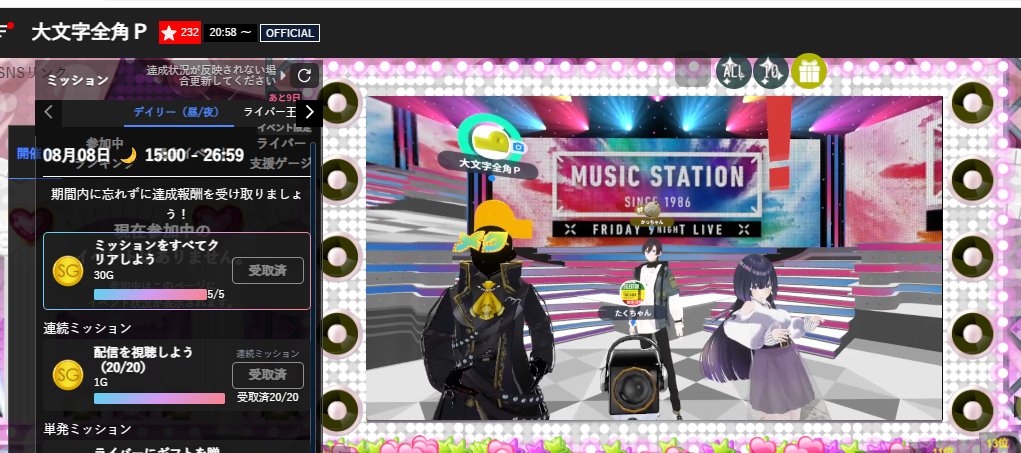 大文字全角P
232
20:58 ～
OFFICIAL
SNSリンク
ミッション
達成状況が反映されない場
合更新してください
あと9日
デイリー（昼/夜）
ライバー王
イベント限定
ライバー
支援ゲージ
参加中
開催
08月08日 🌙 15:00 - 26:59
期間内に忘れずに達成報酬を受け取りましょ
う！
現在参加中の
ありません。
ミッションをすべてク
リアしよう
SG
30G
受取済
5/5
連続ミッション
配信を視聴しよう
（20/20）
連続ミッション
SG
1G
受取済
受取済20/20
単発ミッション
ライバーにギフトを贈
大文字全角P
MUSIC STATION
SINCE 1986
FRIDAY NIGHT LIVE
かっちゃん
たくちゃん
13位